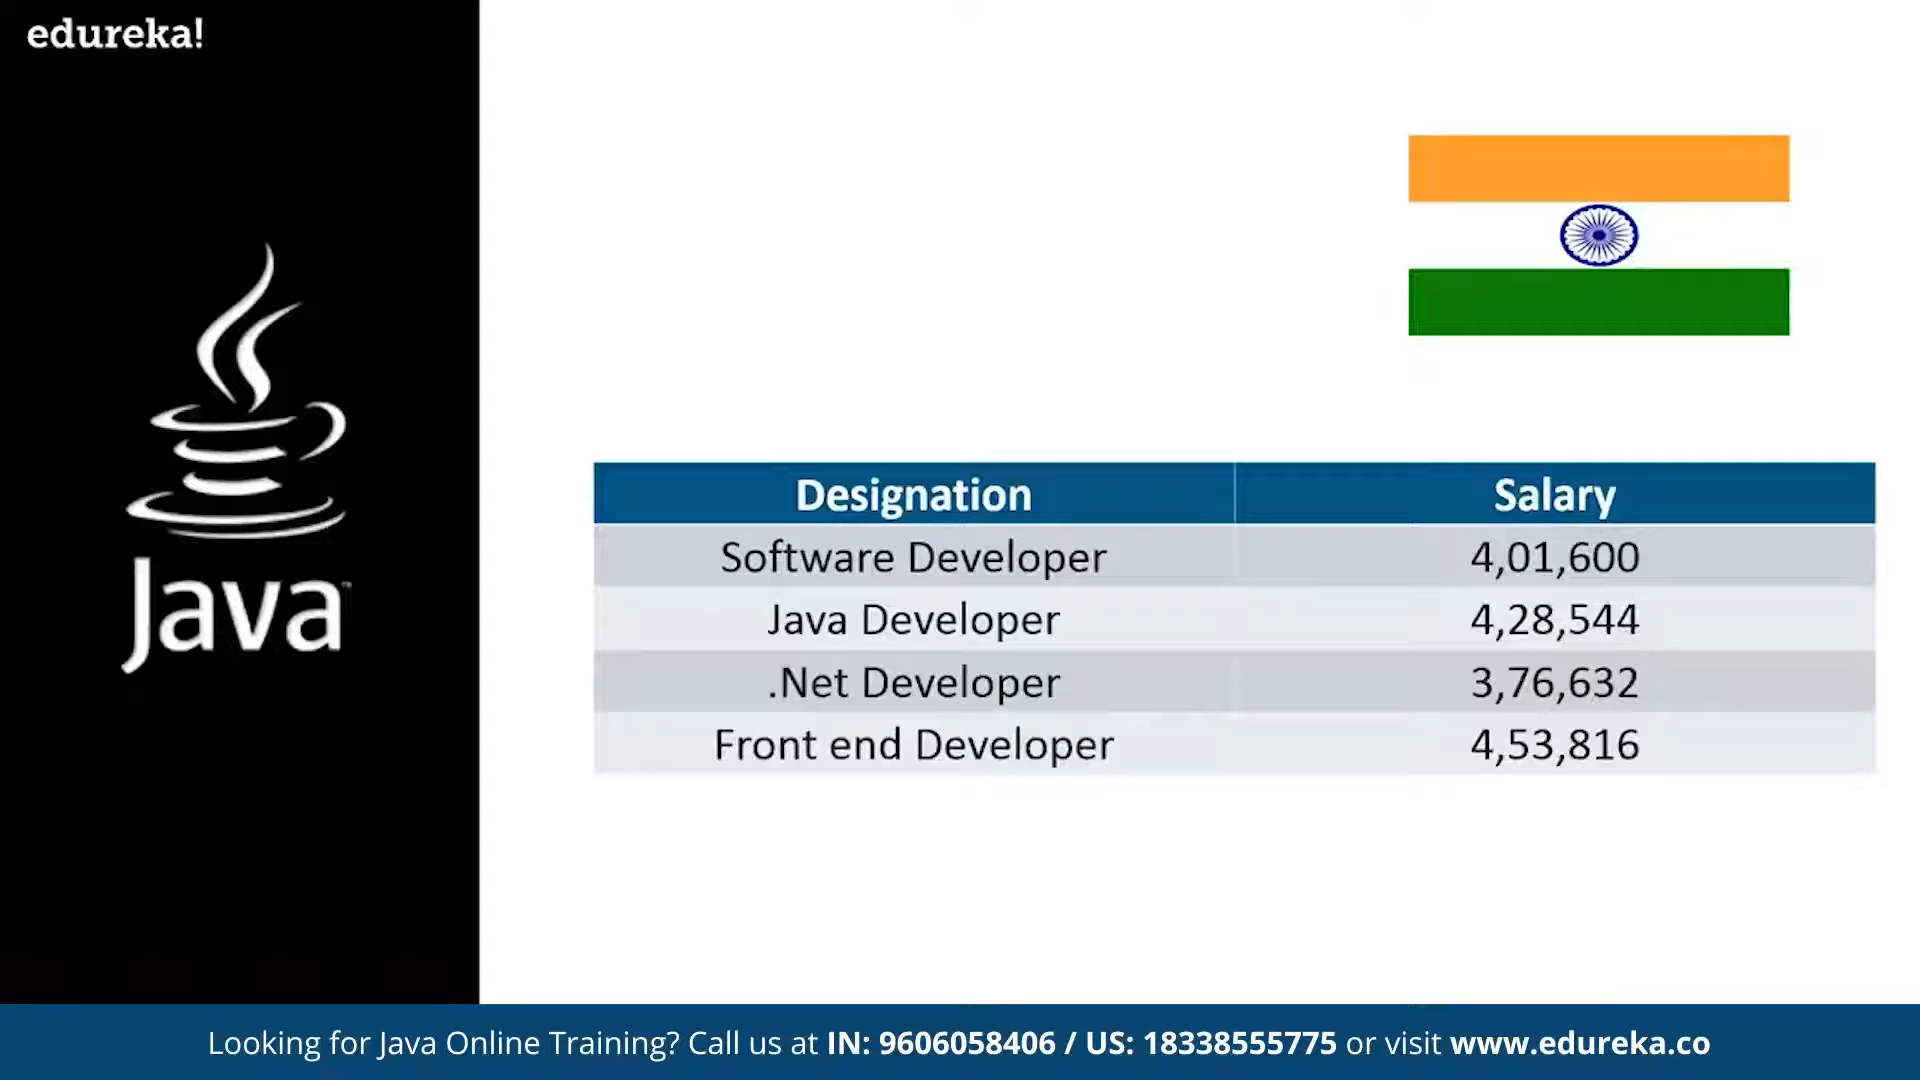 edureka!
Java™
Designation Salary
Software Developer 4,01,600
Java Developer 4,28,544
.Net Developer 3,76,632
Front end Developer 4,53,816
Looking for Java Online Training? Call us at IN: 9606058406 / US: 18338555775 or visit www.edureka.co